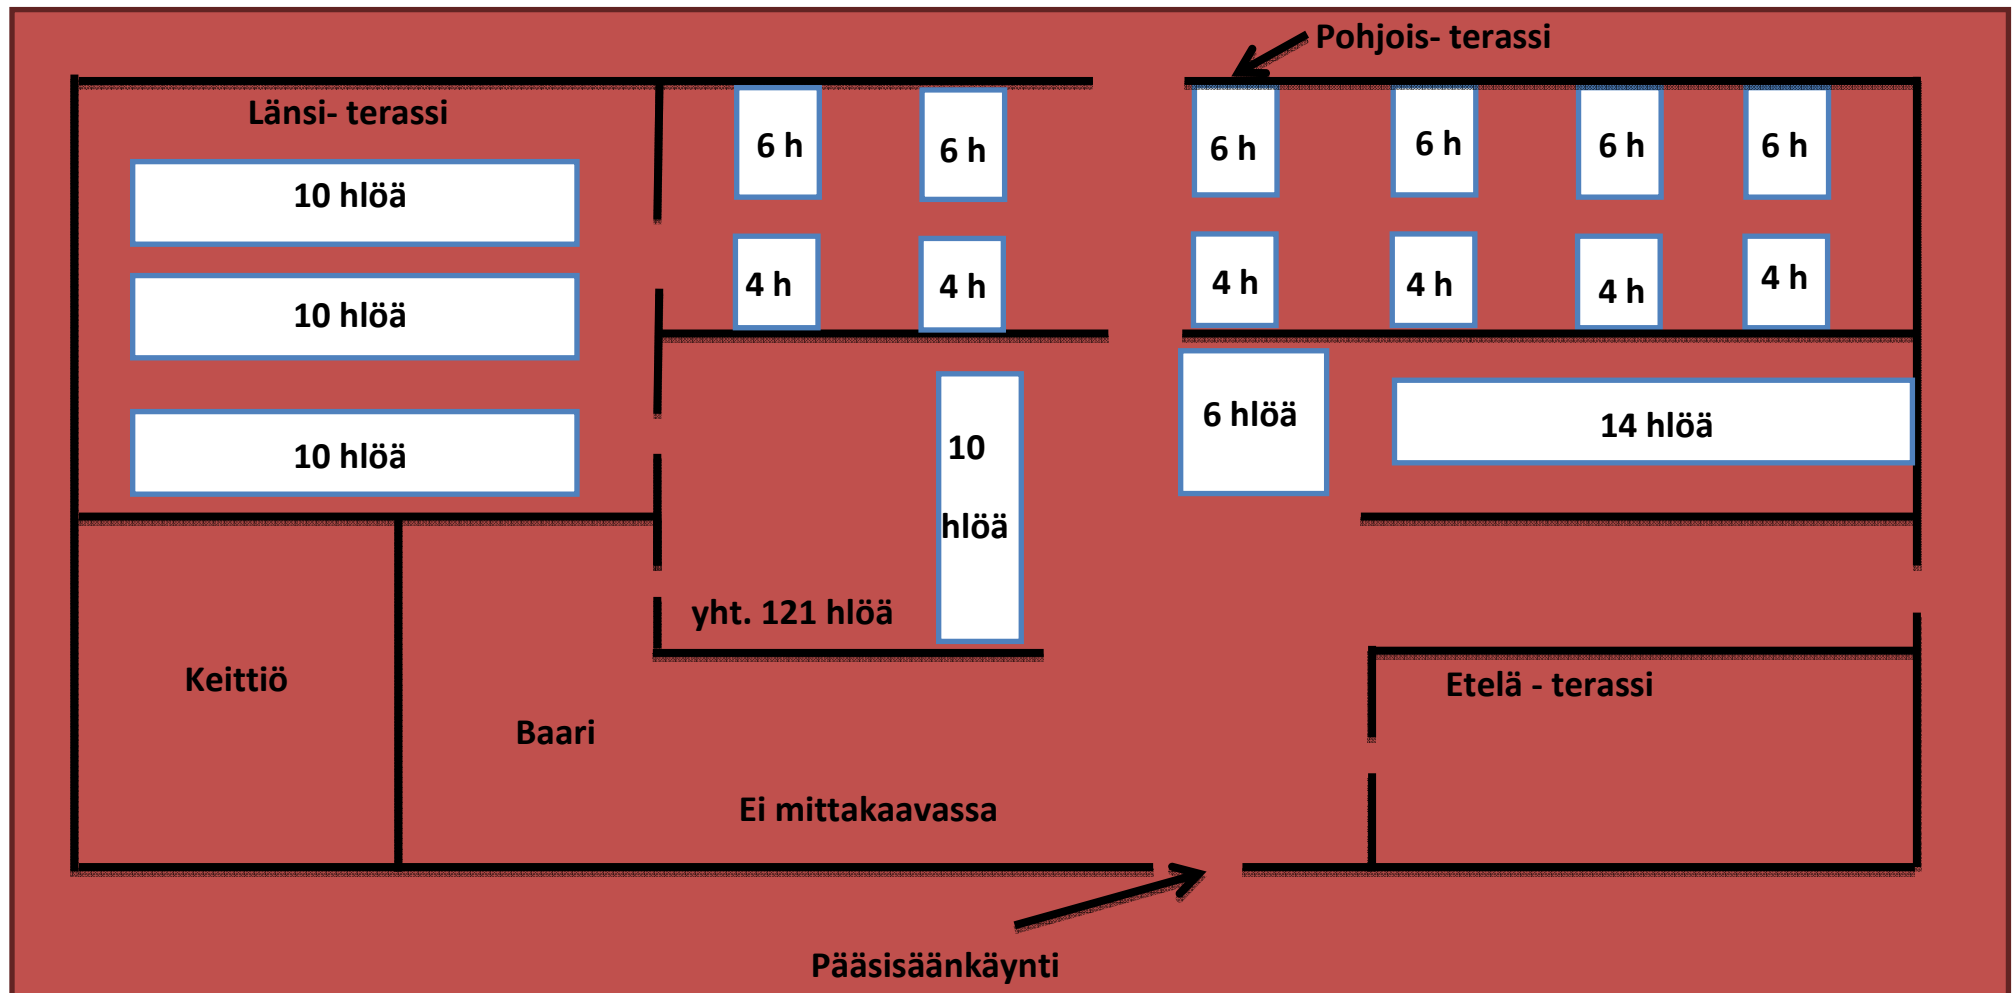 Pohjois- terassi
Länsi- terassi
6 h
6 h
6 h
6 h
6 h
6 h
10 hlöä
4 h
4 h
4 h
4 h
4 h
4 h
10 hlöä
10 hlöä
10
hlöä
6 hlöä
14 hlöä
yht. 121 hlöä
Keittiö
Etelä - terassi
Baari
Ei mittakaavassa
Pääsisäänkäynti